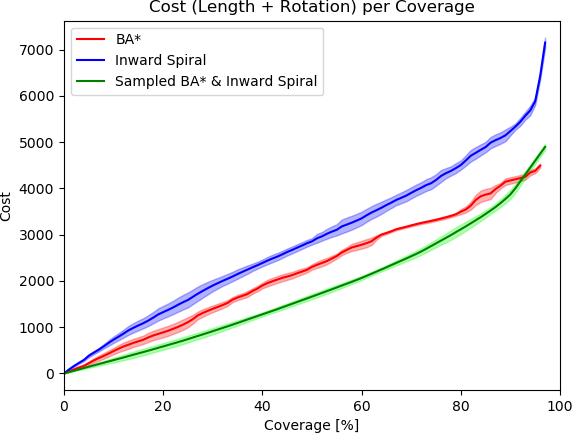 Cost (Length + Rotation) per Coverage
BA*
Inward Spiral
Sampled BA* & Inward Spiral
Cost
7000
6000
5000
4000
3000
2000
1000
0
0 20 40 60 80 100
Coverage [%]